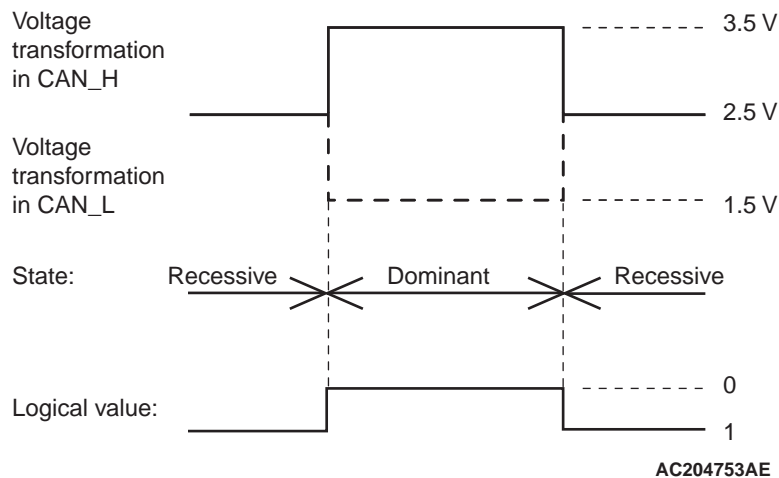 Voltage
transformation
in CAN_H
3.5 V
2.5 V
Voltage
transformation
in CAN_L
1.5 V
State:
Recessive
Dominant
Recessive
0
Logical value:
1
AC204753AE